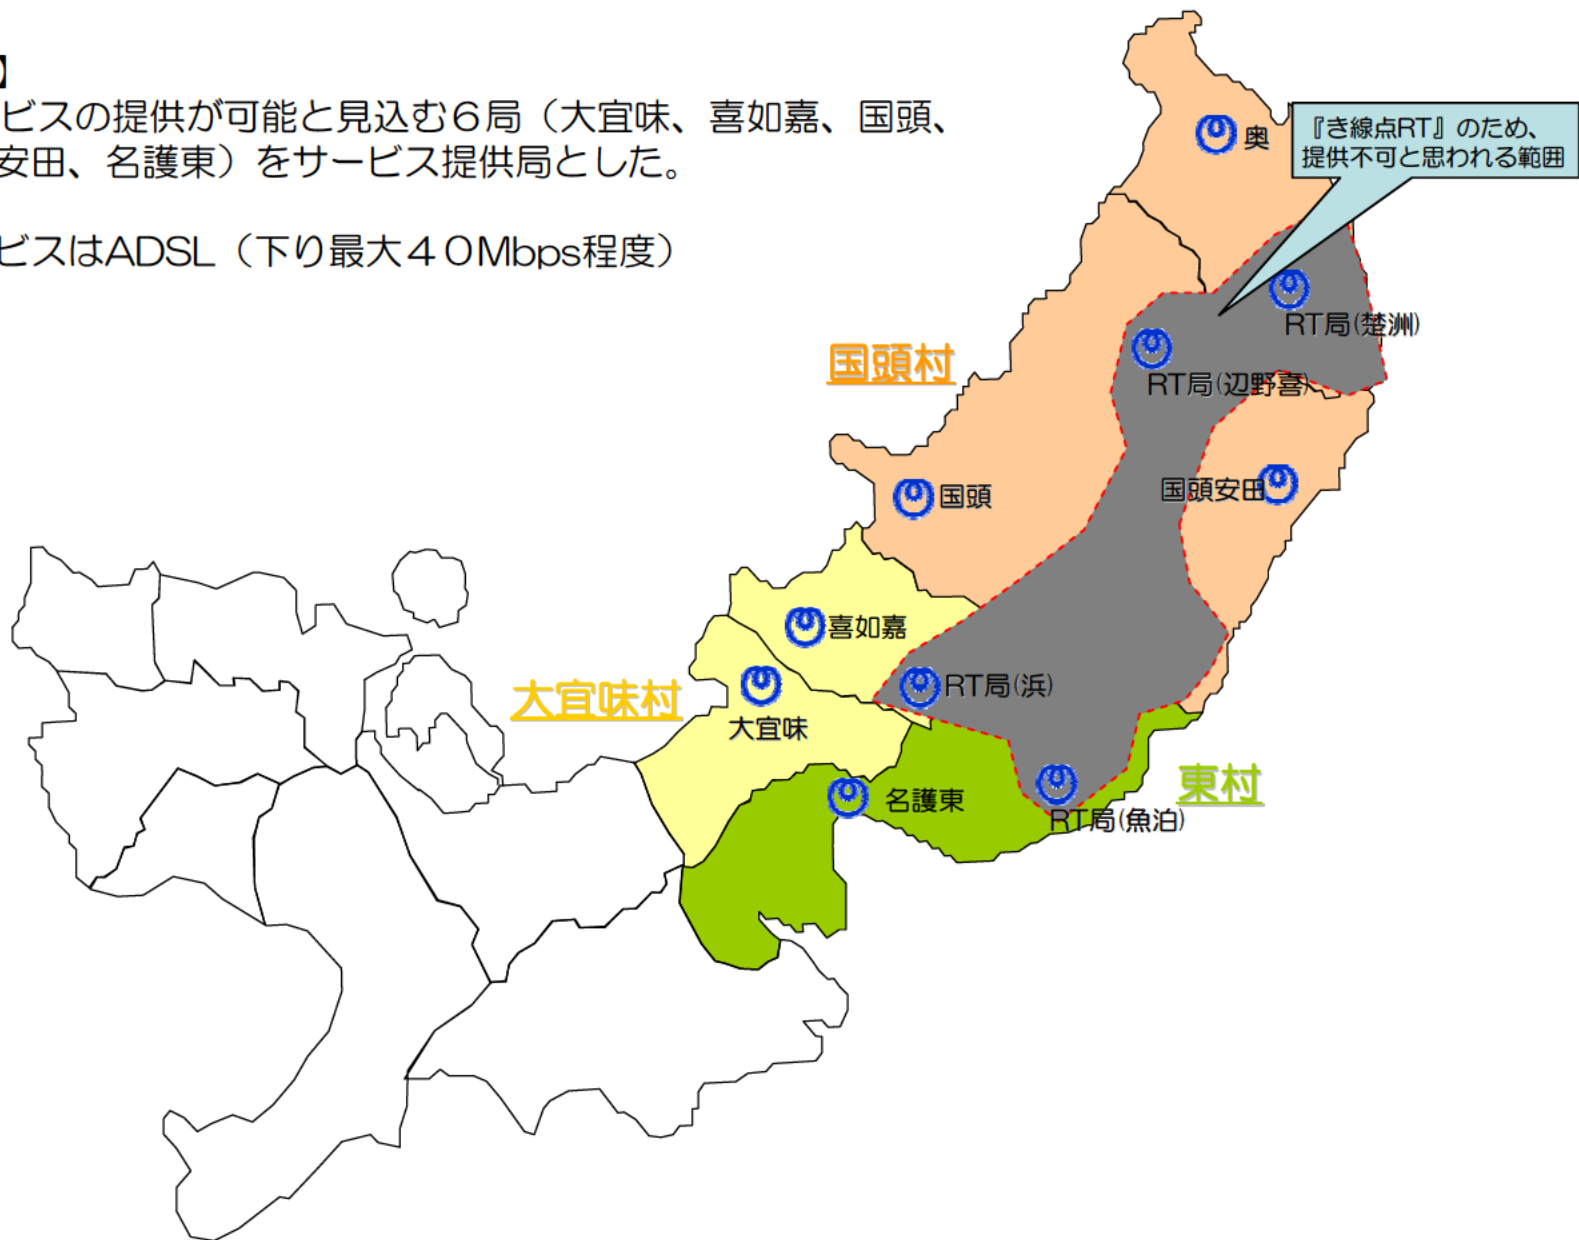 】
ビスの提供が可能と見込む６局（大宜味、喜如嘉、国頭、
安田、名護東）をサービス提供局とした。
ビスはADSL（下り最大４０Mbps程度）
奥
『き線点RT』のため、
提供不可と思われる範囲
RT局(楚洲)
国頭村
RT局(辺野喜)
国頭
国頭安田
喜如嘉
RT局(浜)
大宜味村
大宜味
東村
名護東
RT局(魚泊)